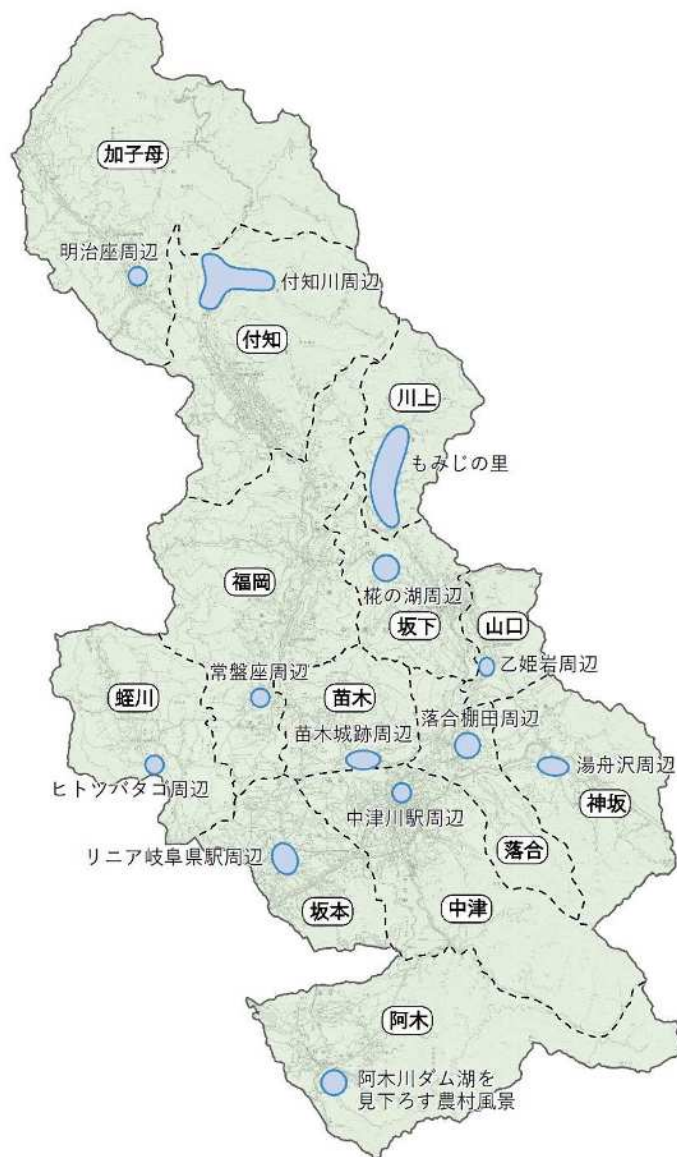 加子母
明治座周辺
付知川周辺
付知
川上
もみじの里
福岡
椛の湖周辺
坂下
山口
乙姫岩周辺
常盤座周辺
苗木
蛭川
苗木城跡周辺
落合棚田周辺
湯舟沢周辺
ヒトツバタゴ周辺
中津川駅周辺
神坂
リニア岐阜県駅周辺
落合
坂本
中津
阿木
阿木川ダム湖を
見下ろす農村風景